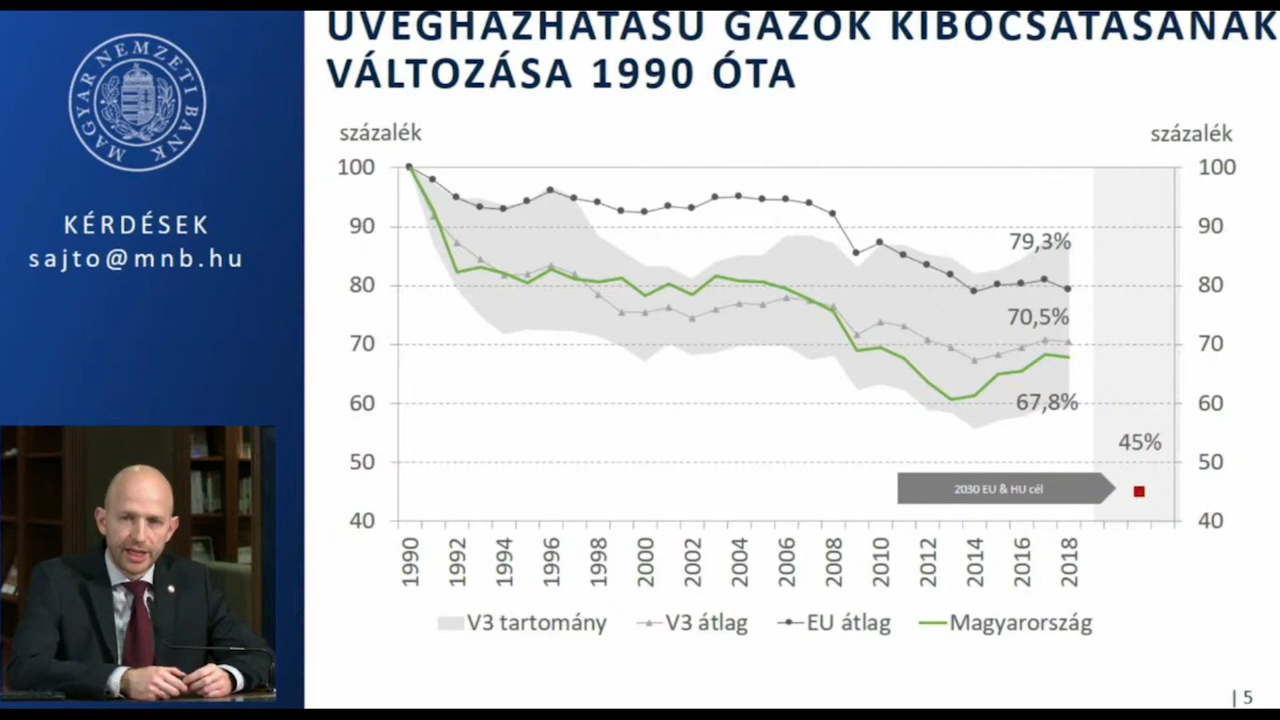 ÜVEGHÁZHATÁSÚ GÁZOK KIBOCSÁTÁSÁNAK
VÁLTOZÁSA 1990 ÓTA
MAGYAR NEMZETI BANK
M
KÉRDÉSEK
sajto@mnb.hu
százalék
százalék
100
90
80
70
60
50
40
100
90
80
70
60
50
40
79,3%
70,5%
67,8%
45%
2030 EU & HU cél
1990
1992
1994
1996
1998
2000
2002
2004
2006
2008
2010
2012
2014
2016
2018
V3 tartomány
V3 átlag
EU átlag
Magyarország
| 5